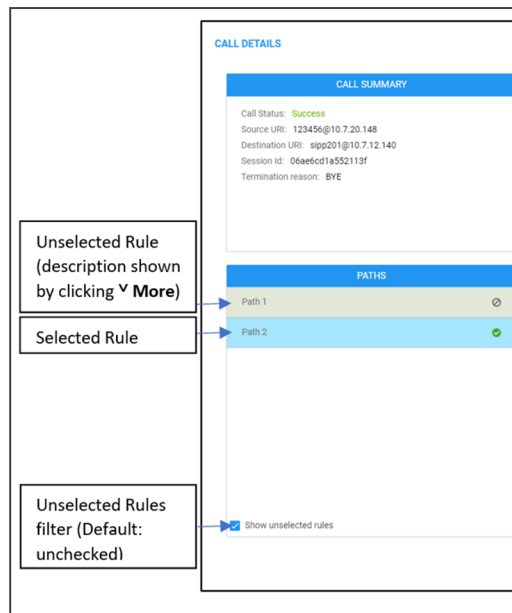 CALL DETAILS
CALL SUMMARY
Call Status: Success
Source URI: 123456@10.7.20.148
Destination URI: sipp201@10.7.12.140
Session Id: 06ae6cd1a552113f
Termination reason: BYE
Unselected Rule
(description shown
by clicking ˅ More)
Selected Rule
PATHS
Path 1
Path 2
Unselected Rules
filter (Default:
unchecked)
Show unselected rules